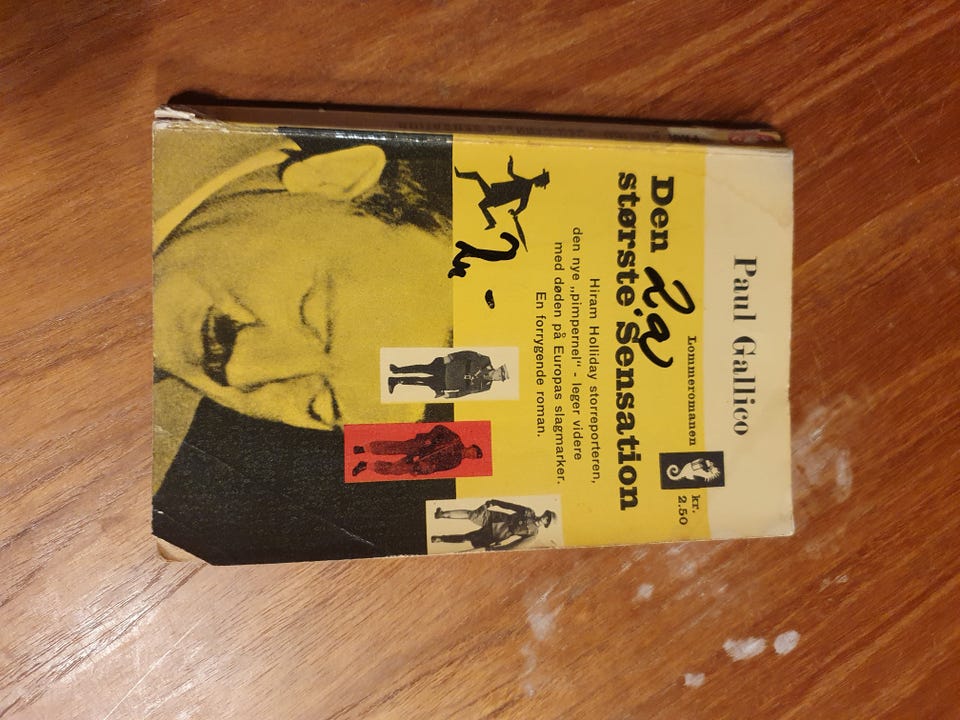 Paul Gallico
Lommeromanen
kr.
2.50
Den
største Sensation
Hiram Holliday storreporteren,
den nye „pimpernel" - leger videre
med døden på Europas slagmarker.
En forrygende roman.